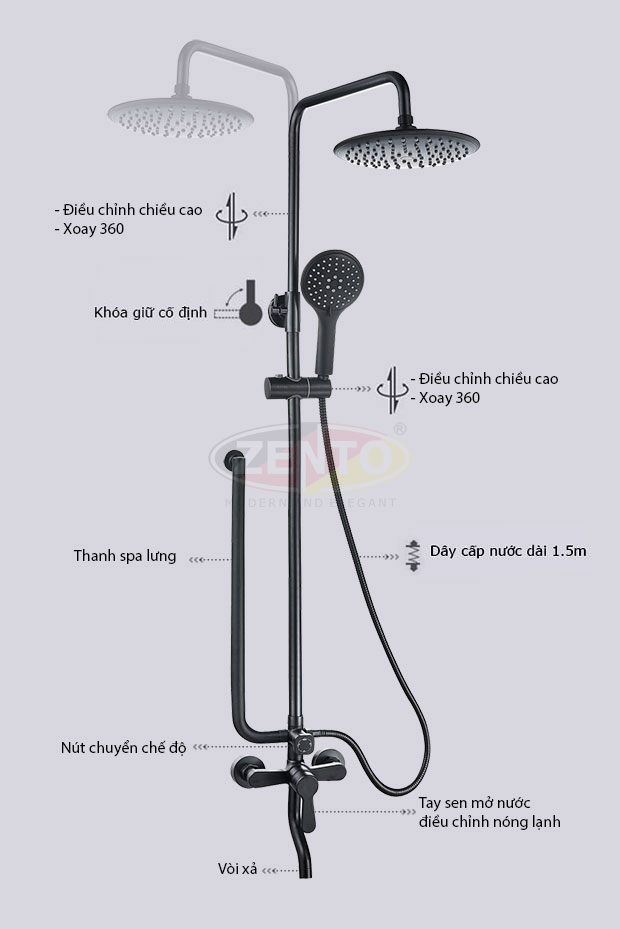 - Điều chỉnh chiều cao
- Xoay 360
Khóa giữ cố định
- Điều chỉnh chiều cao
- Xoay 360
ZENTO®
MODERN AND ELEGANT
Thanh spa lưng
Dây cấp nước dài 1.5m
Nút chuyển chế độ
Tay sen mở nước
điều chỉnh nóng lạnh
Vòi xả